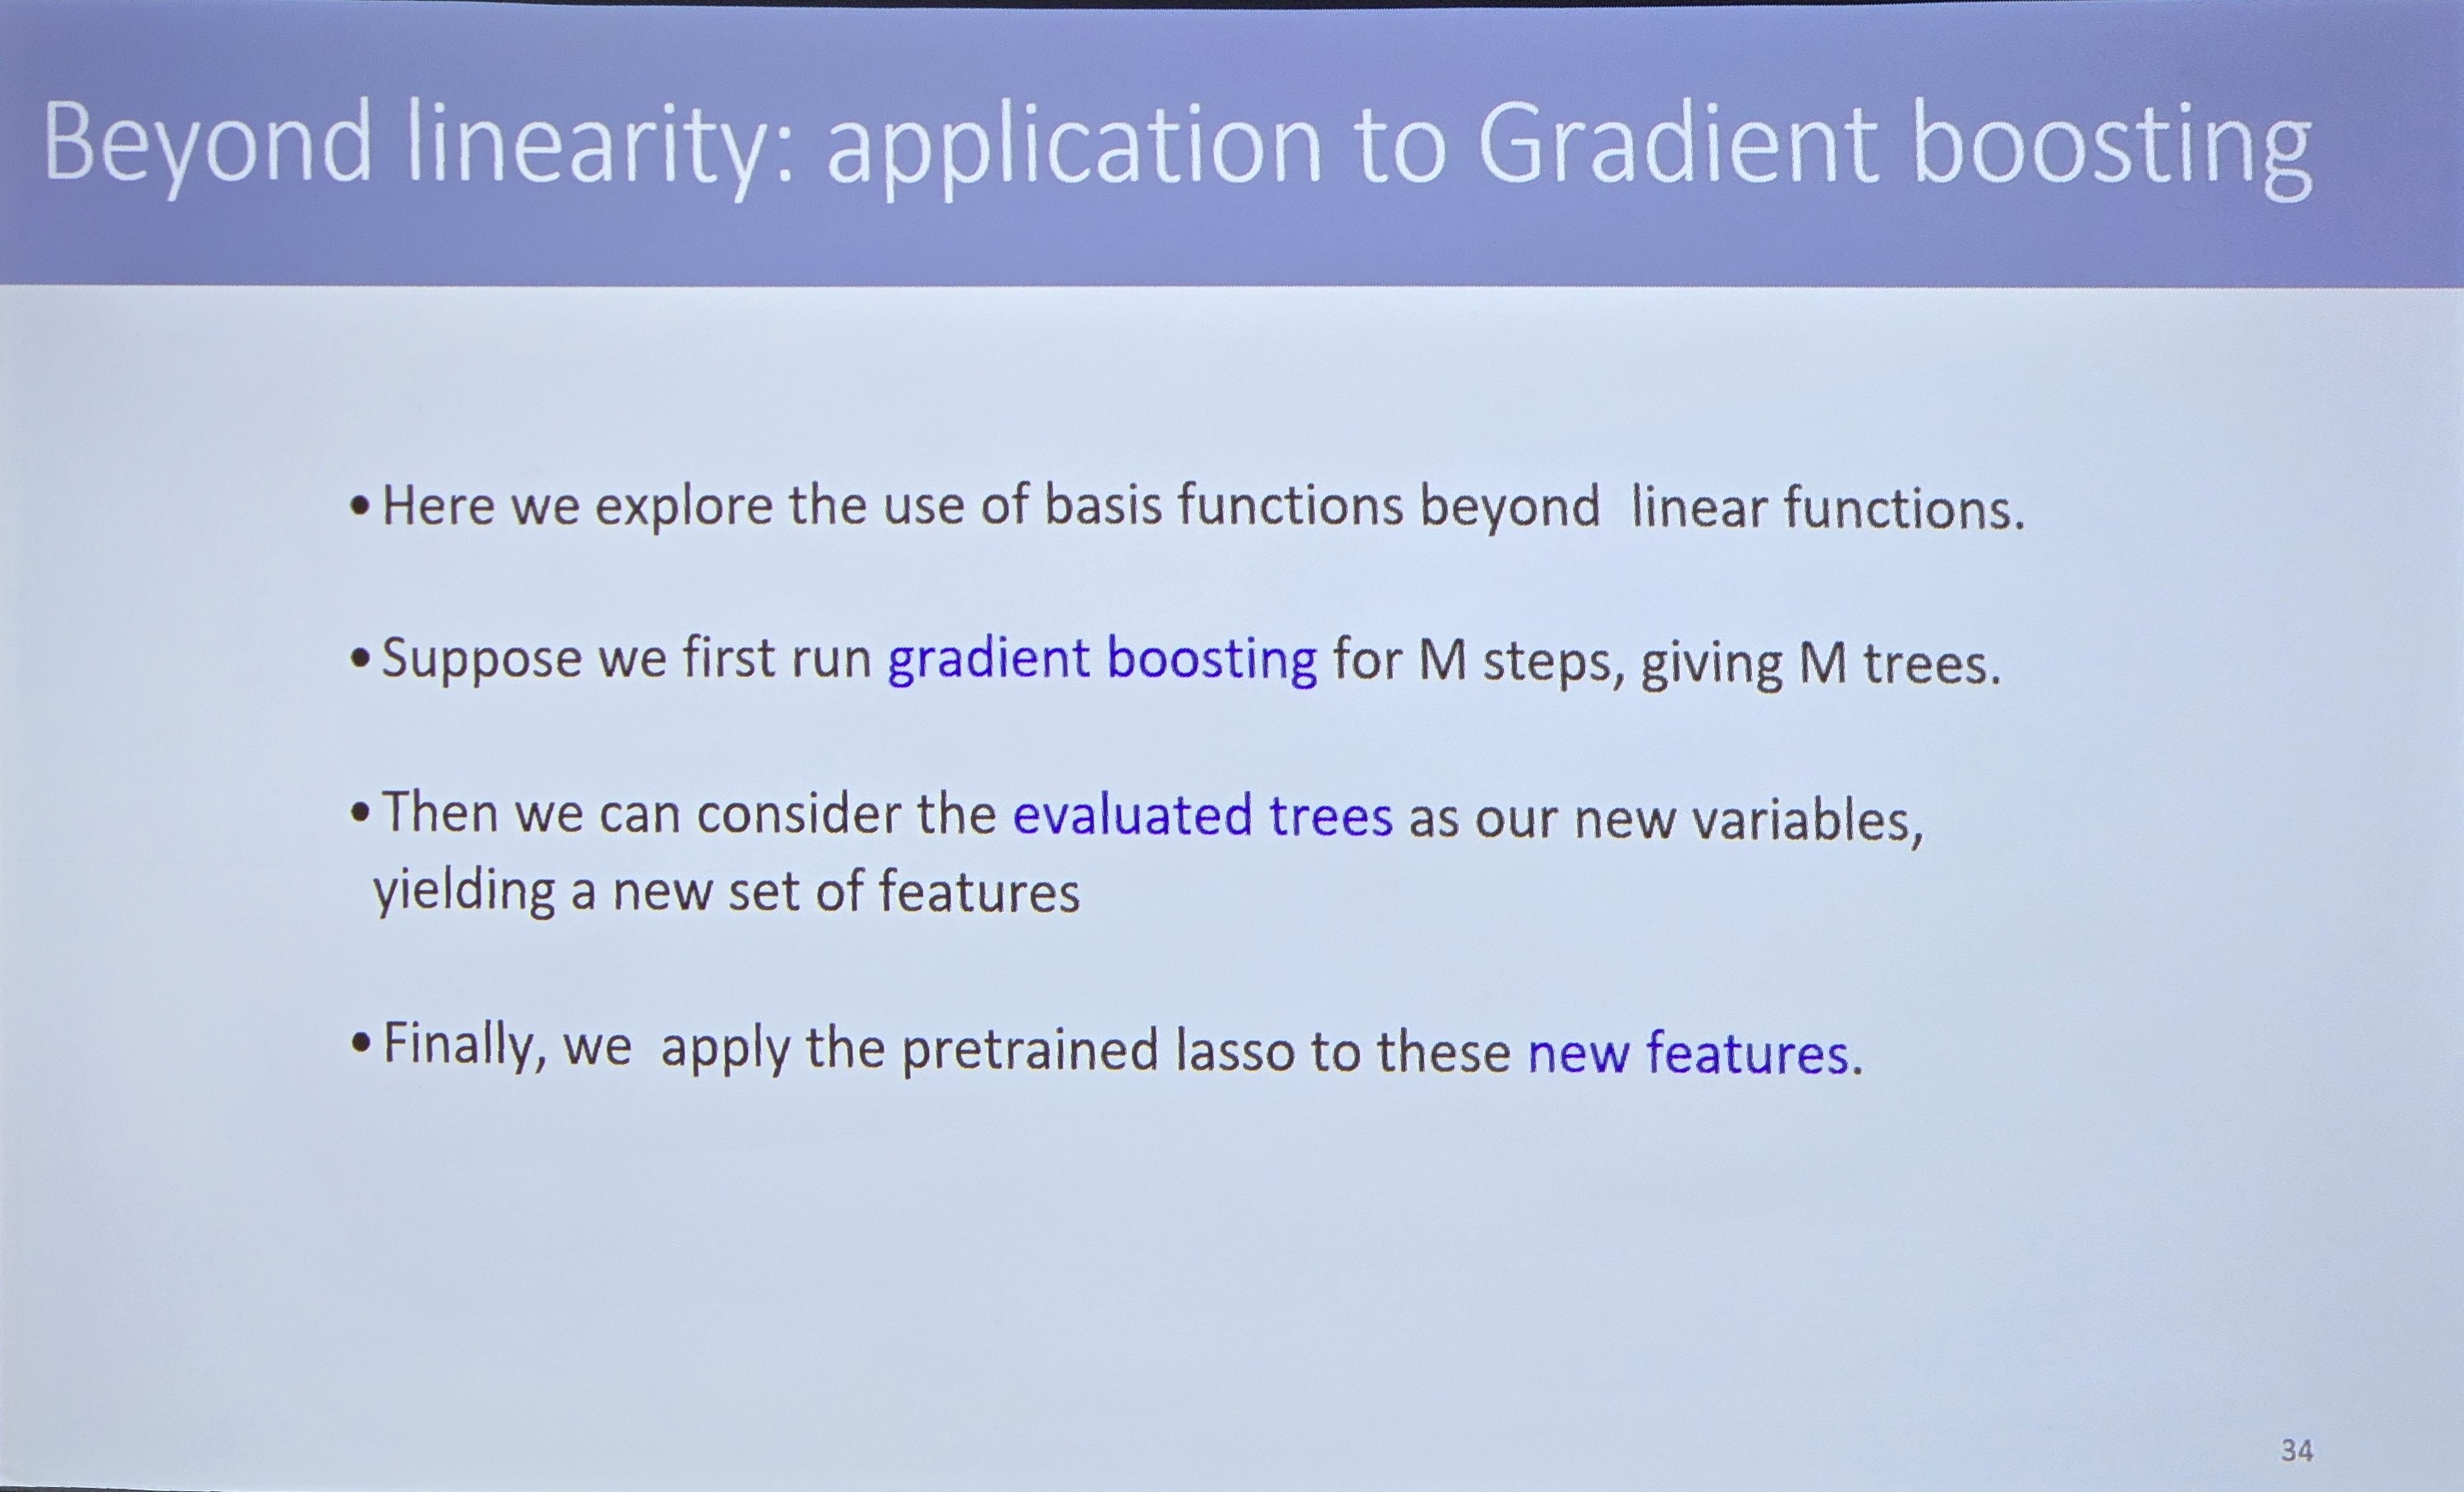 Beyond linearity: application to Gradient boosting
• Here we explore the use of basis functions beyond  linear functions.
• Suppose we first run gradient boosting for M steps, giving M trees.
• Then we can consider the evaluated trees as our new variables,
yielding a new set of features
• Finally, we  apply the pretrained lasso to these new features.
34